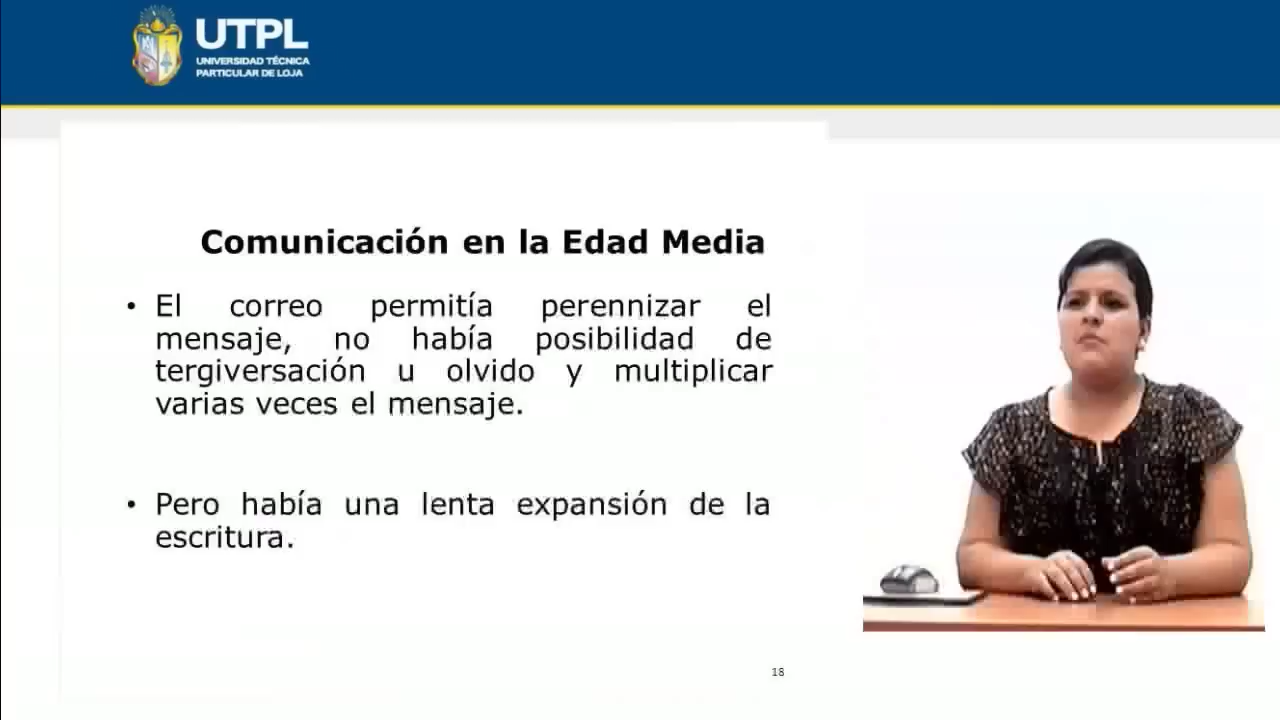 UTPL
UNIVERSIDAD TÉCNICA
PARTICULAR DE LOJA
Comunicación en la Edad Media
• El correo permitía perennizar el
mensaje, no había posibilidad de
tergiversación u olvido y multiplicar
varias veces el mensaje.
• Pero había una lenta expansión de la
escritura.
18